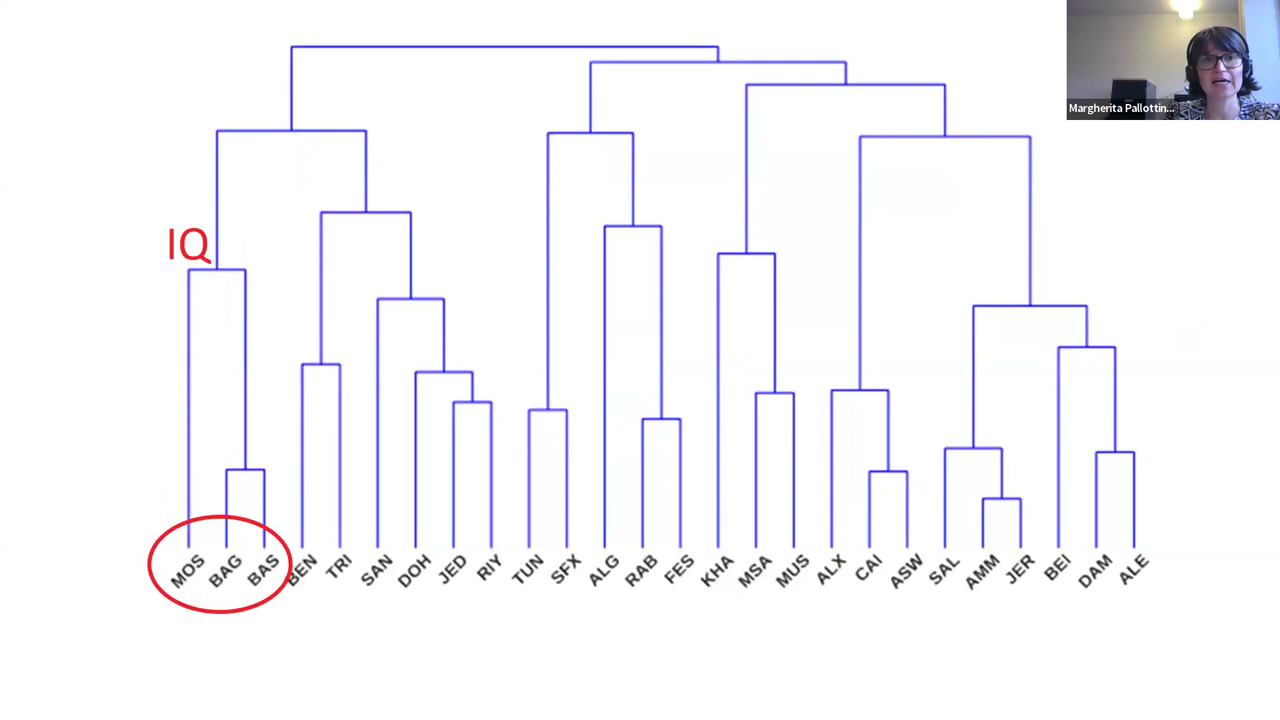 Margherita Pallottin...
IQ
MOS BAG BAS BEN TRI SAN DOH JED RIY TUN SFX ALG RAB FES KHA MSA MUS ALX CAI ASW SAL AMM JER BEI DAM ALE